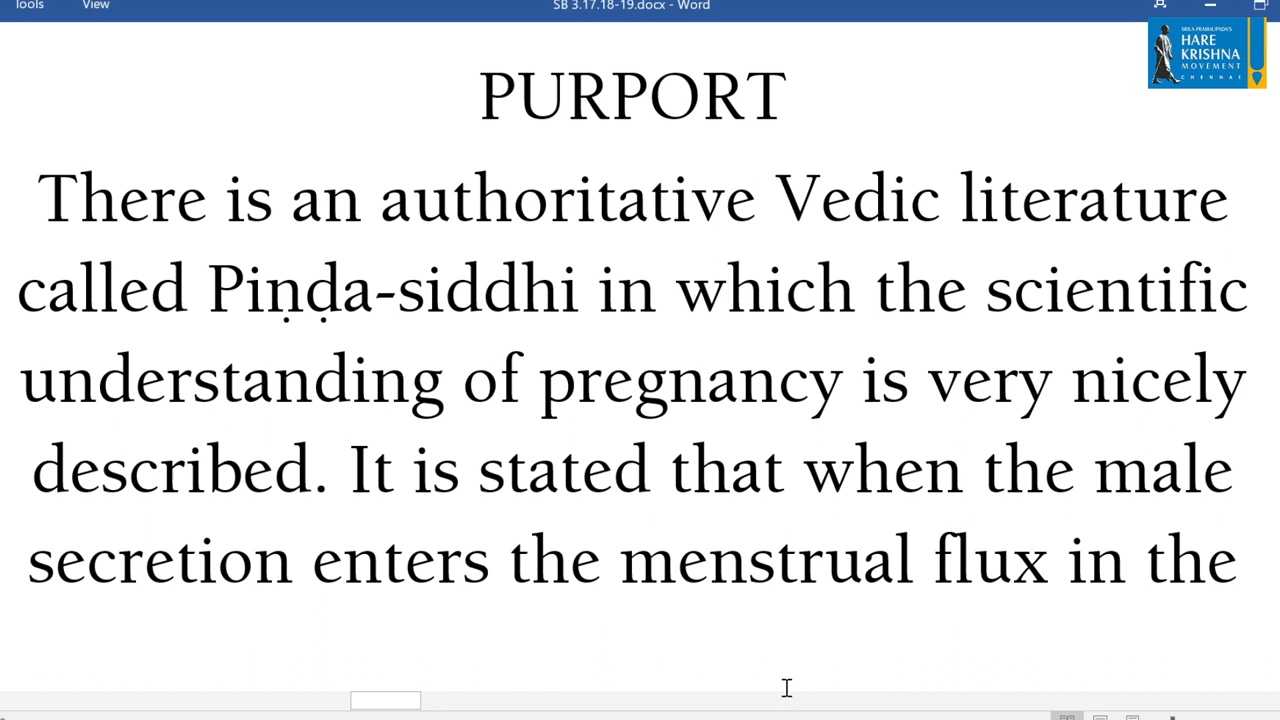 Tools
View
SB 3.17.18-19.docx - Word
SRILA PRABHUPADA'S
HARE
KRISHNA
MOVEMENT
CHENNAI
PURPORT
There is an authoritative Vedic literature
called Piṇḍa-siddhi in which the scientific
understanding of pregnancy is very nicely
described. It is stated that when the male
secretion enters the menstrual flux in the